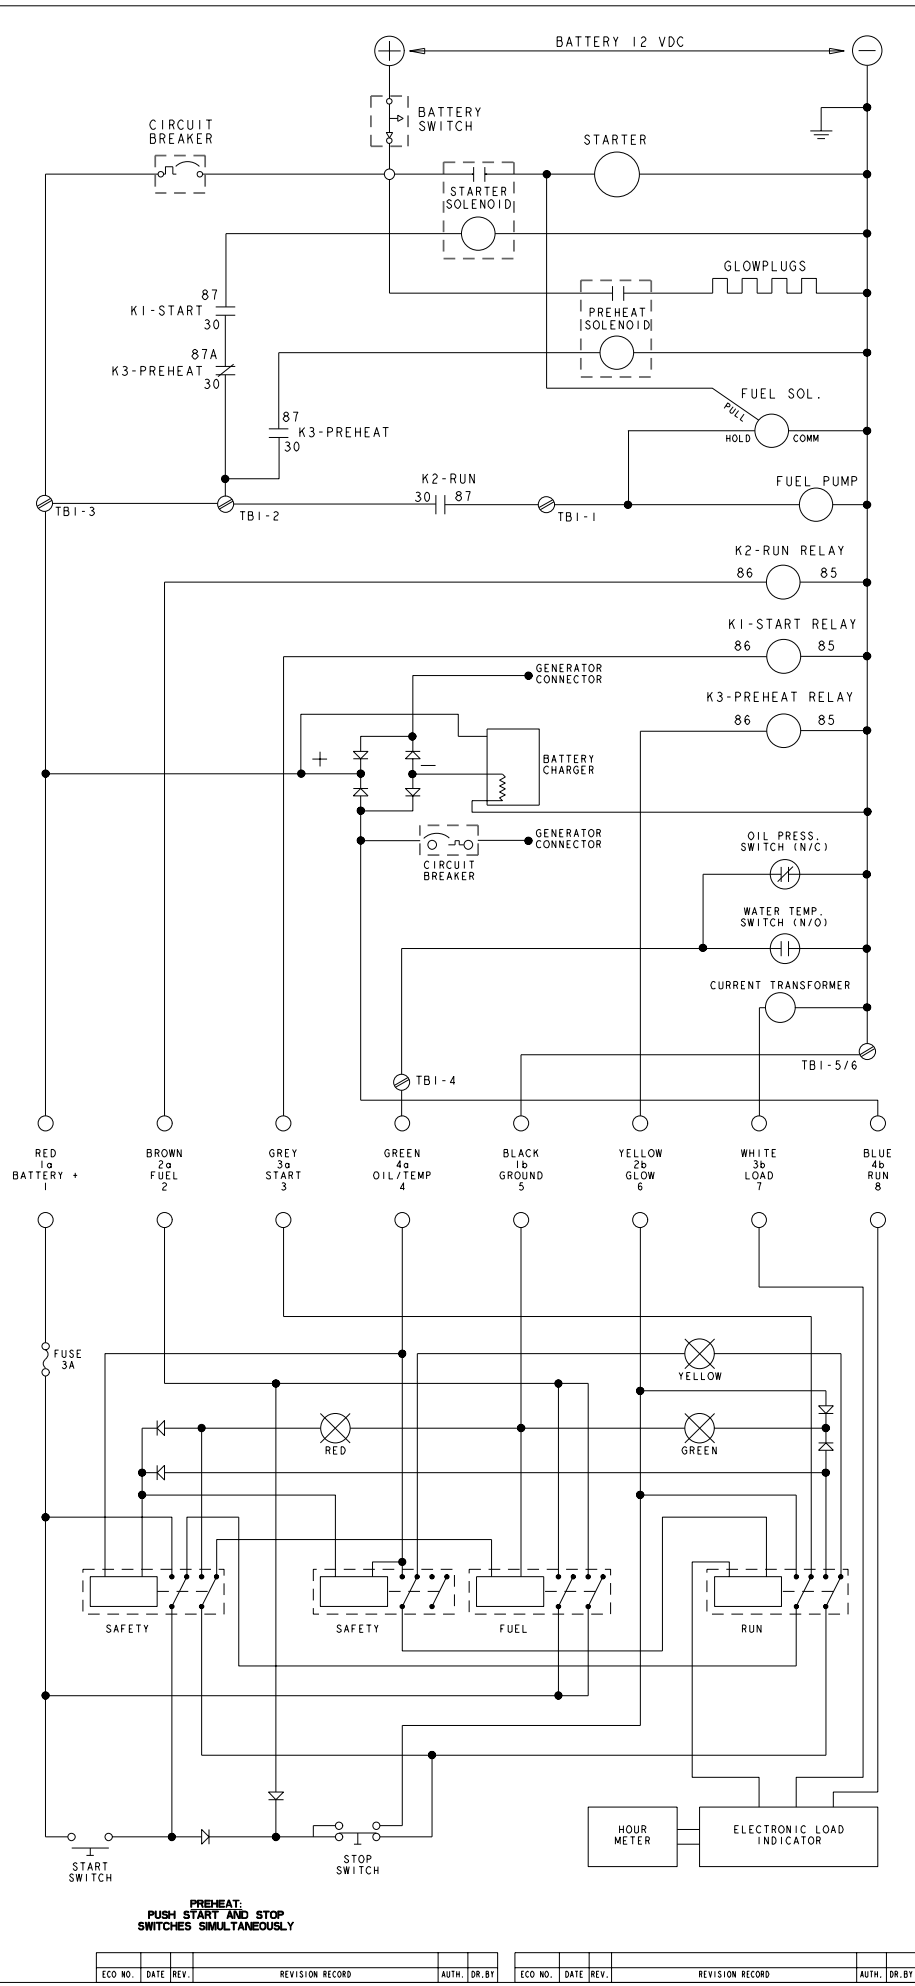 BATTERY 12 VDC
+
−
BATTERY
SWITCH
CIRCUIT
BREAKER
STARTER
STARTER
SOLENOID
GLOWPLUGS
87
K1-START
30
PREHEAT
SOLENOID
87A
K3-PREHEAT
30
FUEL SOL.
PULL
87
K3-PREHEAT
30
HOLD
COMM
K2-RUN
30
87
FUEL PUMP
TB1-3
TB1-2
TB1-1
K2-RUN RELAY
86
85
K1-START RELAY
86
85
GENERATOR
CONNECTOR
K3-PREHEAT RELAY
86
85
+
−
BATTERY
CHARGER
GENERATOR
CONNECTOR
CIRCUIT
BREAKER
OIL PRESS.
SWITCH (N/C)
WATER TEMP.
SWITCH (N/O)
CURRENT TRANSFORMER
TB1-5/6
TB1-4
RED
1a
BATTERY +
1
BROWN
2a
FUEL
2
GREY
3a
START
3
GREEN
4a
OIL/TEMP
4
BLACK
1b
GROUND
5
YELLOW
2b
GLOW
6
WHITE
3b
LOAD
7
BLUE
4b
RUN
8
FUSE
3A
YELLOW
RED
GREEN
SAFETY
SAFETY
FUEL
RUN
START
SWITCH
STOP
SWITCH
HOUR
METER
ELECTRONIC LOAD
INDICATOR
PREHEAT:
PUSH START AND STOP
SWITCHES SIMULTANEOUSLY
ECO NO. DATE REV. REVISION RECORD AUTH. DR.BY
ECO NO. DATE REV. REVISION RECORD AUTH. DR.BY